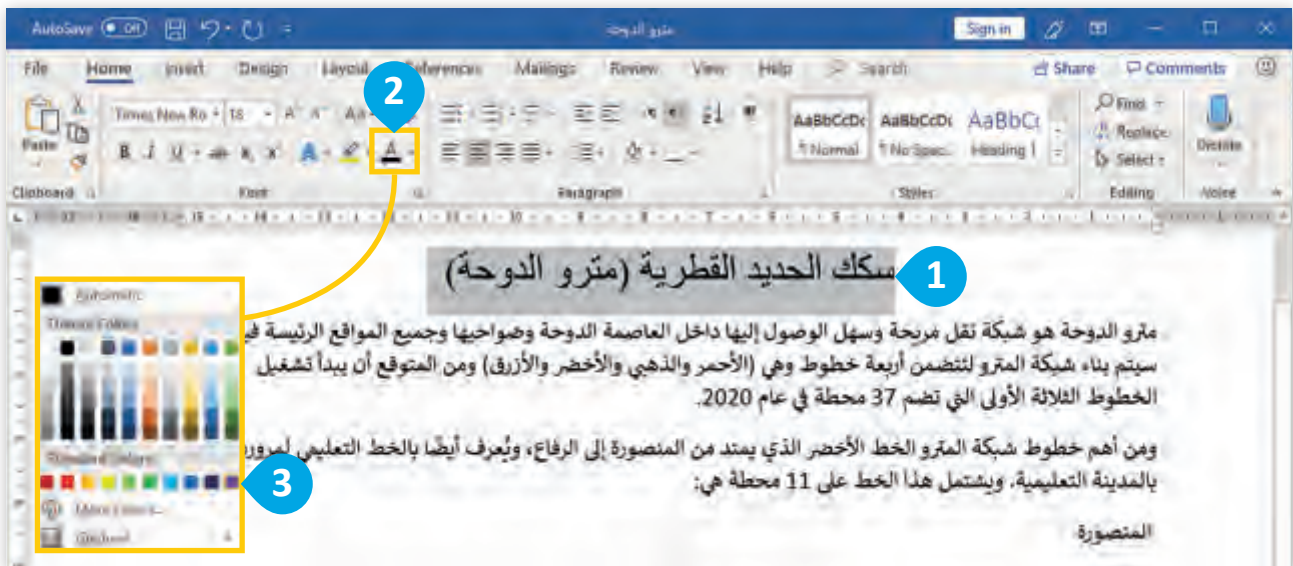 AutoSave Off مترو الدوحة Sign in
File Home Insert Design Layout References Mailings Review View Help Search Share Comments
2
Times New Ro 18 A A Aa AaBbCcDc AaBbCcDc AaBbCc Find
Replace
Select
Paste B I U ab x x A A Normal No Spac... Heading 1 Dictate
Clipboard Font Paragraph Styles Editing Voice
سكك الحديد القطرية (مترو الدوحة)
1
Automatic
Theme Colors
Standard Colors
3
More Colors...
Gradient
مترو الدوحة هو شبكة نقل مريحة وسهل الوصول إليها داخل العاصمة الدوحة وضواحيها وجميع المواقع الرئيسة
سيتم بناء شبكة المترو لتتضمن أربعة خطوط وهي (الأحمر والذهبي والأخضر والأزرق) ومن المتوقع أن يبدأ تشغيل
الخطوط الثلاثة الأولى التي تضم 37 محطة في عام 2020.
ومن أهم خطوط شبكة المترو الخط الأخضر الذي يمتد من المنصورة إلى الرفاع، ويُعرف أيضًا بالخط التعليمي لمرور
بالمدينة التعليمية. ويشتمل هذا الخط على 11 محطة هي:
المنصورة